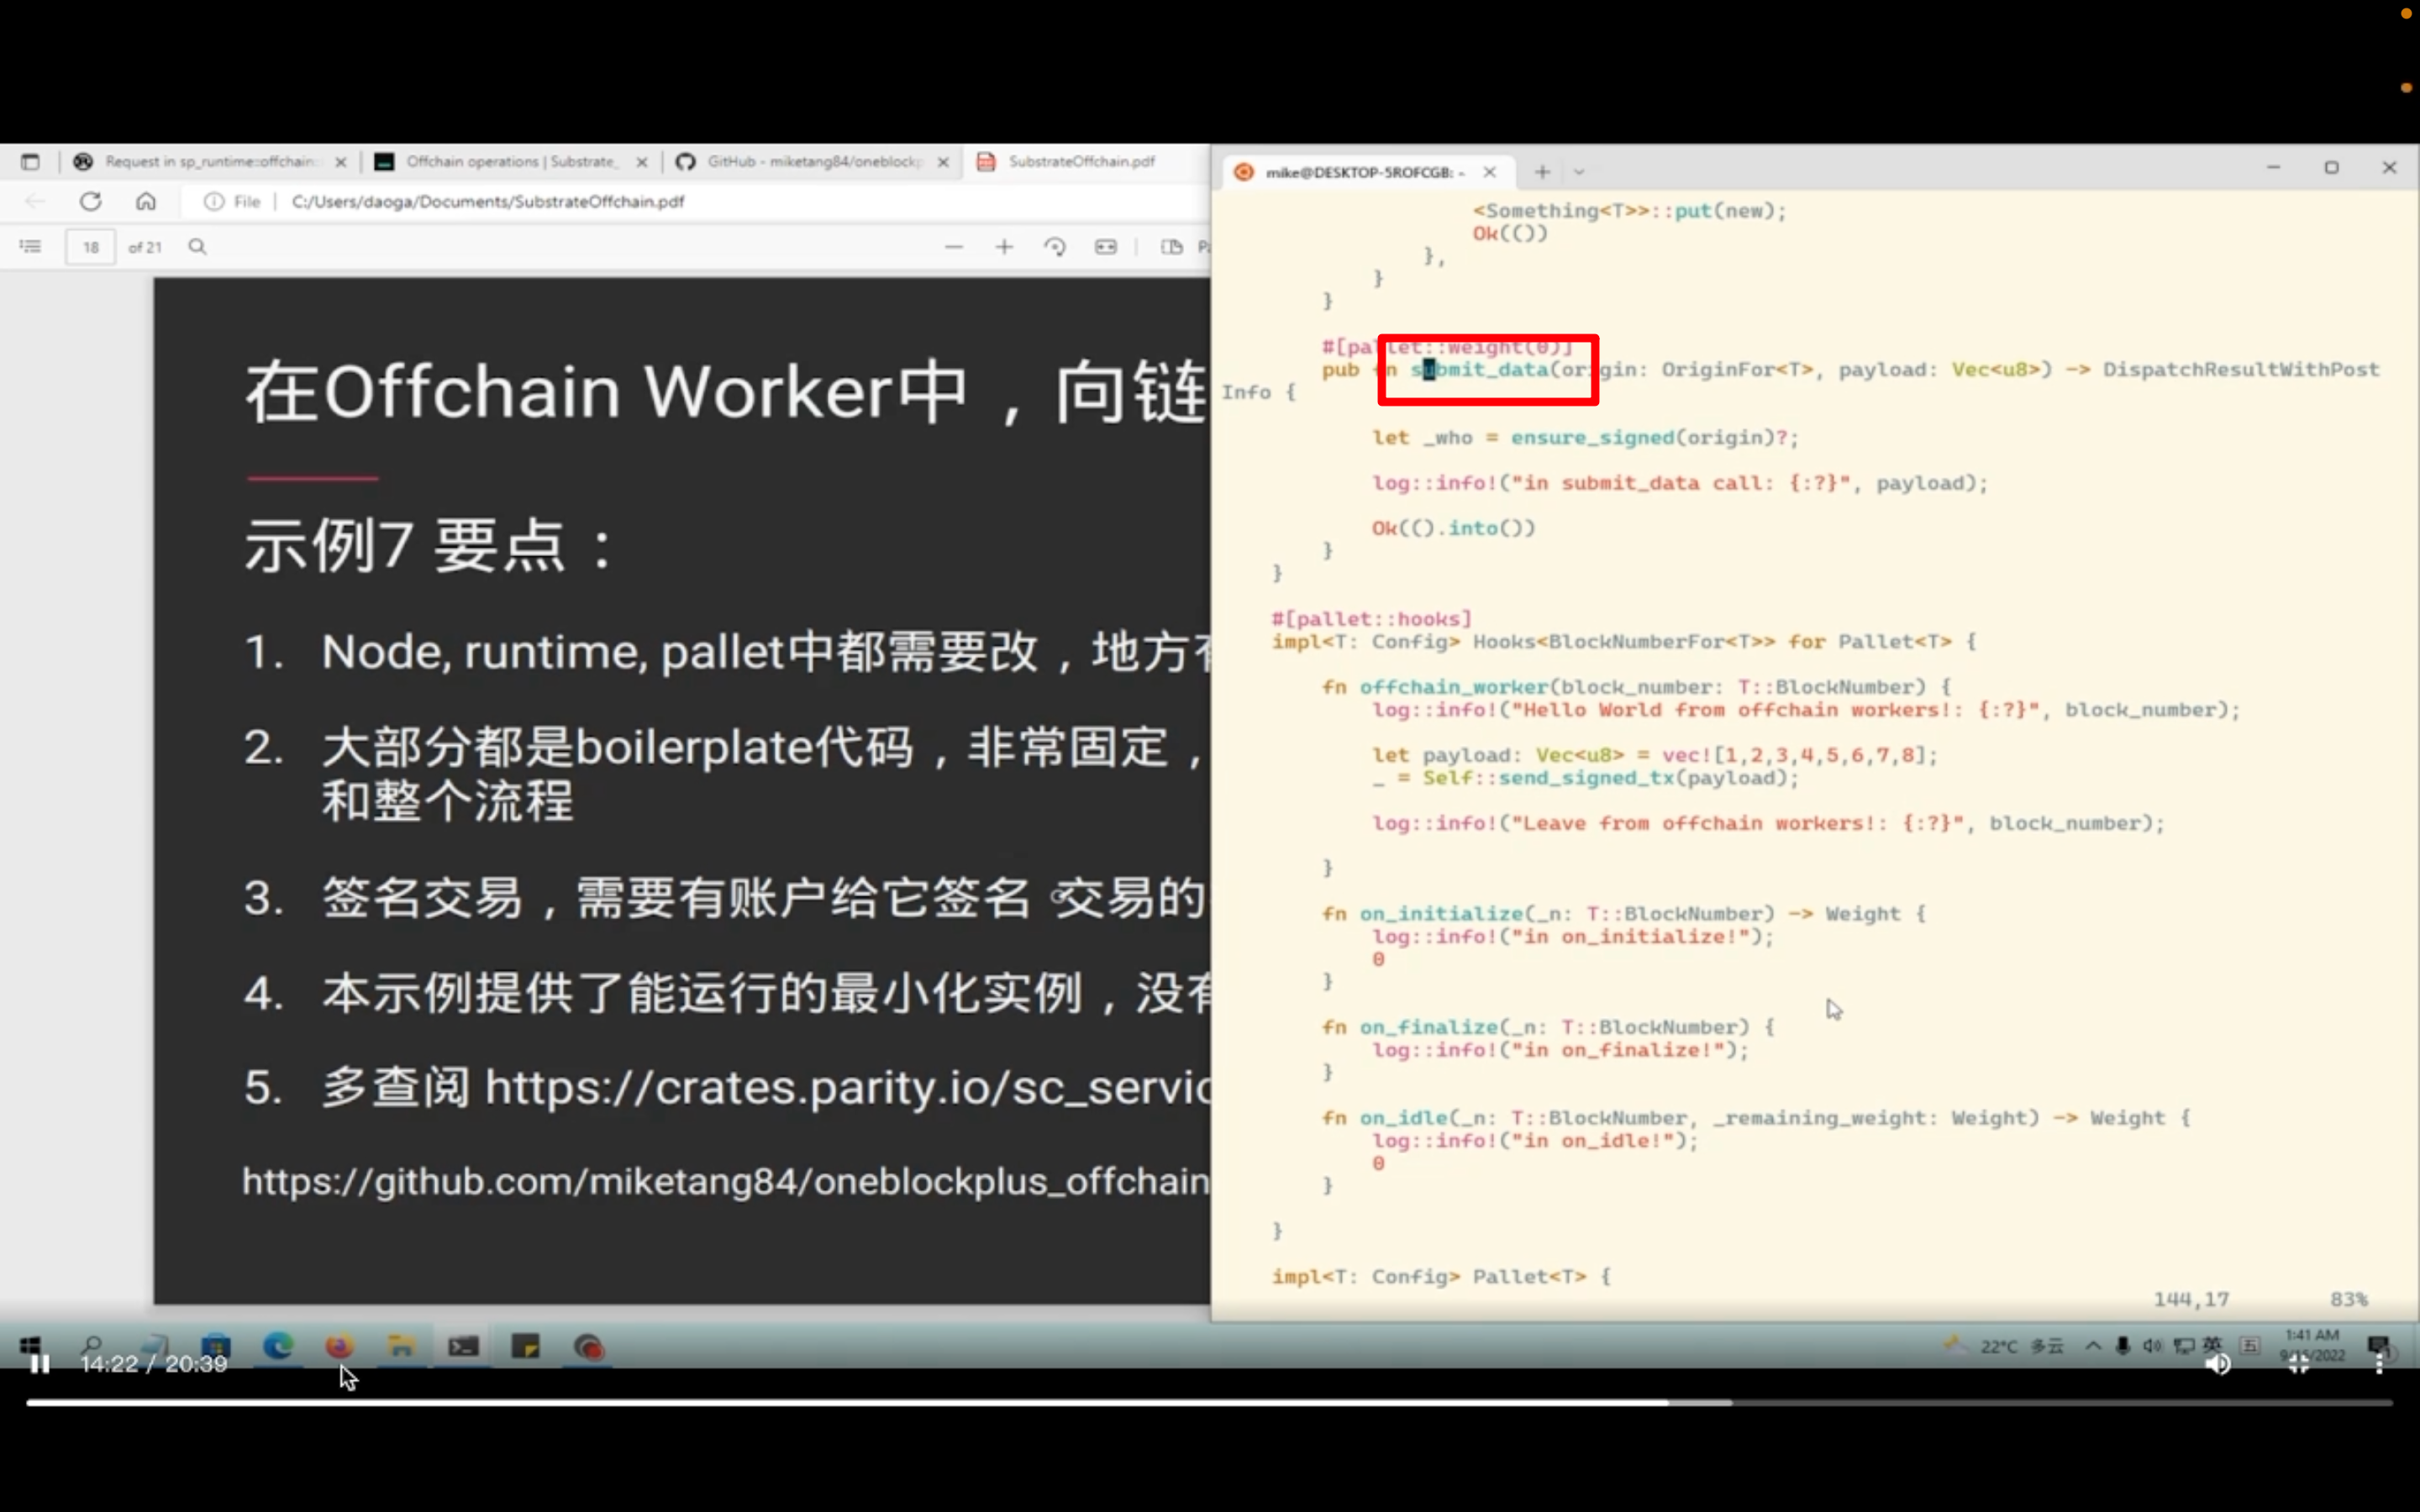 Request in sp_runtime::offchain:
Offchain operations | Substrate_
GitHub - miketang84/oneblockp
SubstrateOffchain.pdf
File
C:/Users/daoga/Documents/SubstrateOffchain.pdf
18 of 21
在Offchain Worker中，向链
示例7 要点：
1. Node, runtime, pallet中都需要改，地方有
2. 大部分都是boilerplate代码，非常固定，
和整个流程
3. 签名交易，需要有账户给它签名 交易的
4. 本示例提供了能运行的最小化实例，没有
5. 多查阅 https://crates.parity.io/sc_servic
https://github.com/miketang84/oneblockplus_offchain
mike@DESKTOP-5ROFCGB: ~
<Something<T>>::put(new);
Ok(())
},
}
}
#[pallet::weight(0)]
pub fn submit_data(origin: OriginFor<T>, payload: Vec<u8>) -> DispatchResultWithPost
Info {
let _who = ensure_signed(origin)?;
log::info!("in submit_data call: {:?}", payload);
Ok(().into())
}
}
#[pallet::hooks]
impl<T: Config> Hooks<BlockNumberFor<T>> for Pallet<T> {
fn offchain_worker(block_number: T::BlockNumber) {
log::info!("Hello World from offchain workers!: {:?}", block_number);
let payload: Vec<u8> = vec![1,2,3,4,5,6,7,8];
_ = Self::send_signed_tx(payload);
log::info!("Leave from offchain workers!: {:?}", block_number);
}
fn on_initialize(_n: T::BlockNumber) -> Weight {
log::info!("in on_initialize!");
0
}
fn on_finalize(_n: T::BlockNumber) {
log::info!("in on_finalize!");
}
fn on_idle(_n: T::BlockNumber, _remaining_weight: Weight) -> Weight {
log::info!("in on_idle!");
0
}
}
impl<T: Config> Pallet<T> {
144,17 83%
22°C 多云
英
五
1:41 AM
14:22 / 20:39